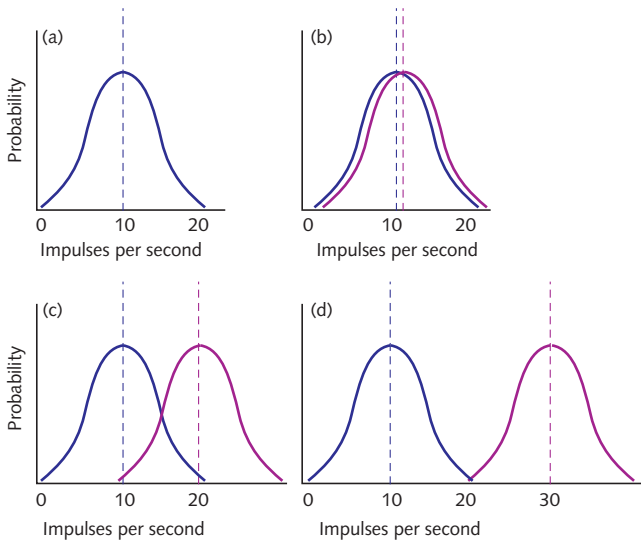 (a)
(b)
Probability
0 10 20
0 10 20
Impulses per second
Impulses per second
(c)
(d)
Probability
0 10 20
0 10 20 30
Impulses per second
Impulses per second